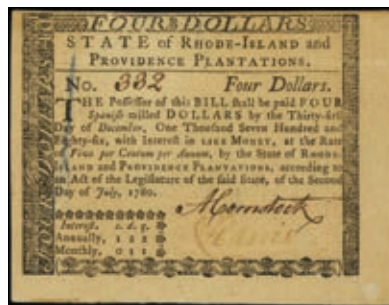 FOUR DOLLARS
STATE of RHODE-ISLAND and
PROVIDENCE PLANTATIONS.
No. 332 Four Dollars.
THE Possessor of this BILL shall be paid FOUR
Spanish milled DOLLARS by the Thirty-first
Day of December, One Thousand Seven Hundred and
Eighty-six, with Interest in LIKE MONEY, at the Rate
of Five per Centum per Annum, by the State of RHODE-
ISLAND and PROVIDENCE PLANTATIONS, according to
an Act of the Legislature of the said State, of the Second
Day of July, 1780.
A Comstock
Interest. s. d. q.
Annually,
Monthly,